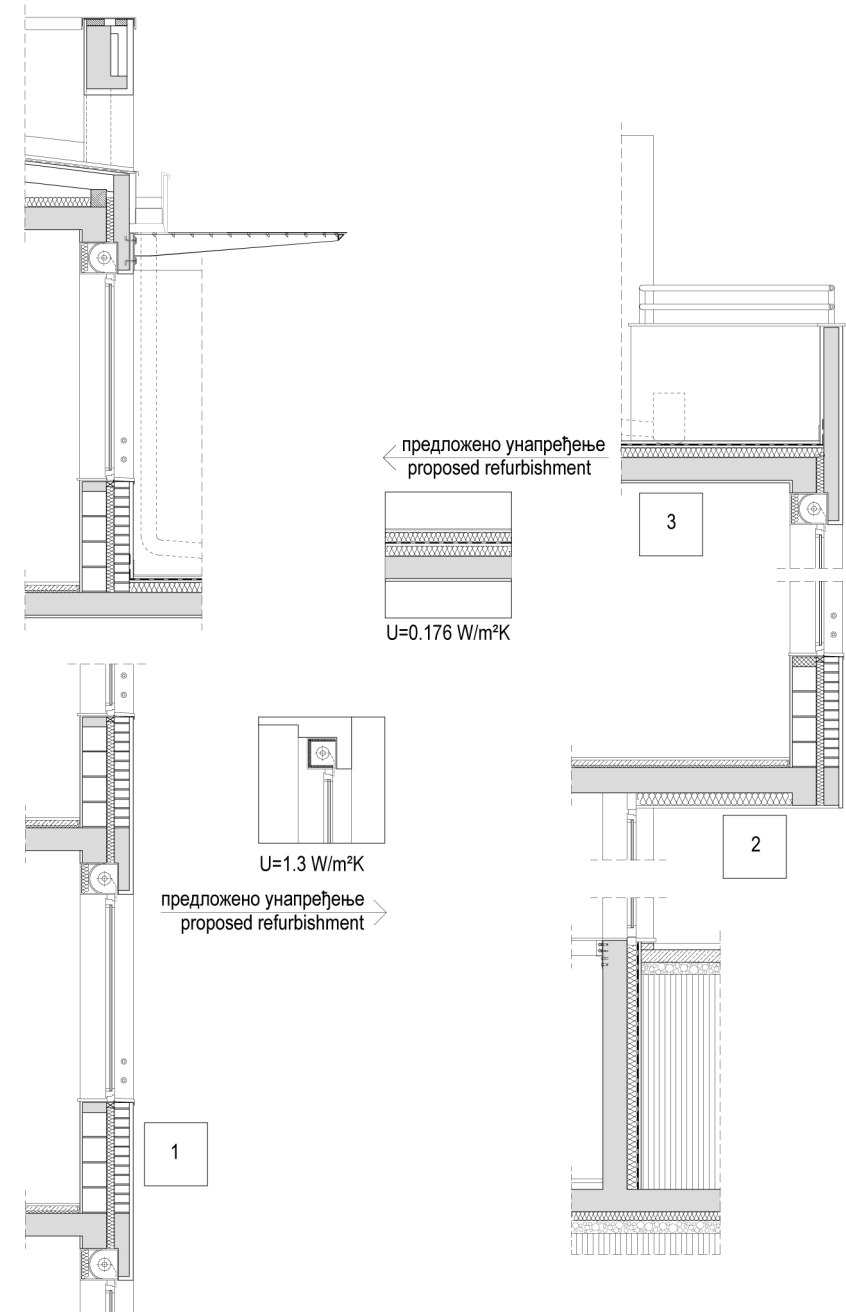 предложено унапређење
proposed refurbishment
3
U=0.176 W/m²K
2
U=1.3 W/m²K
предложено унапређење
proposed refurbishment
1